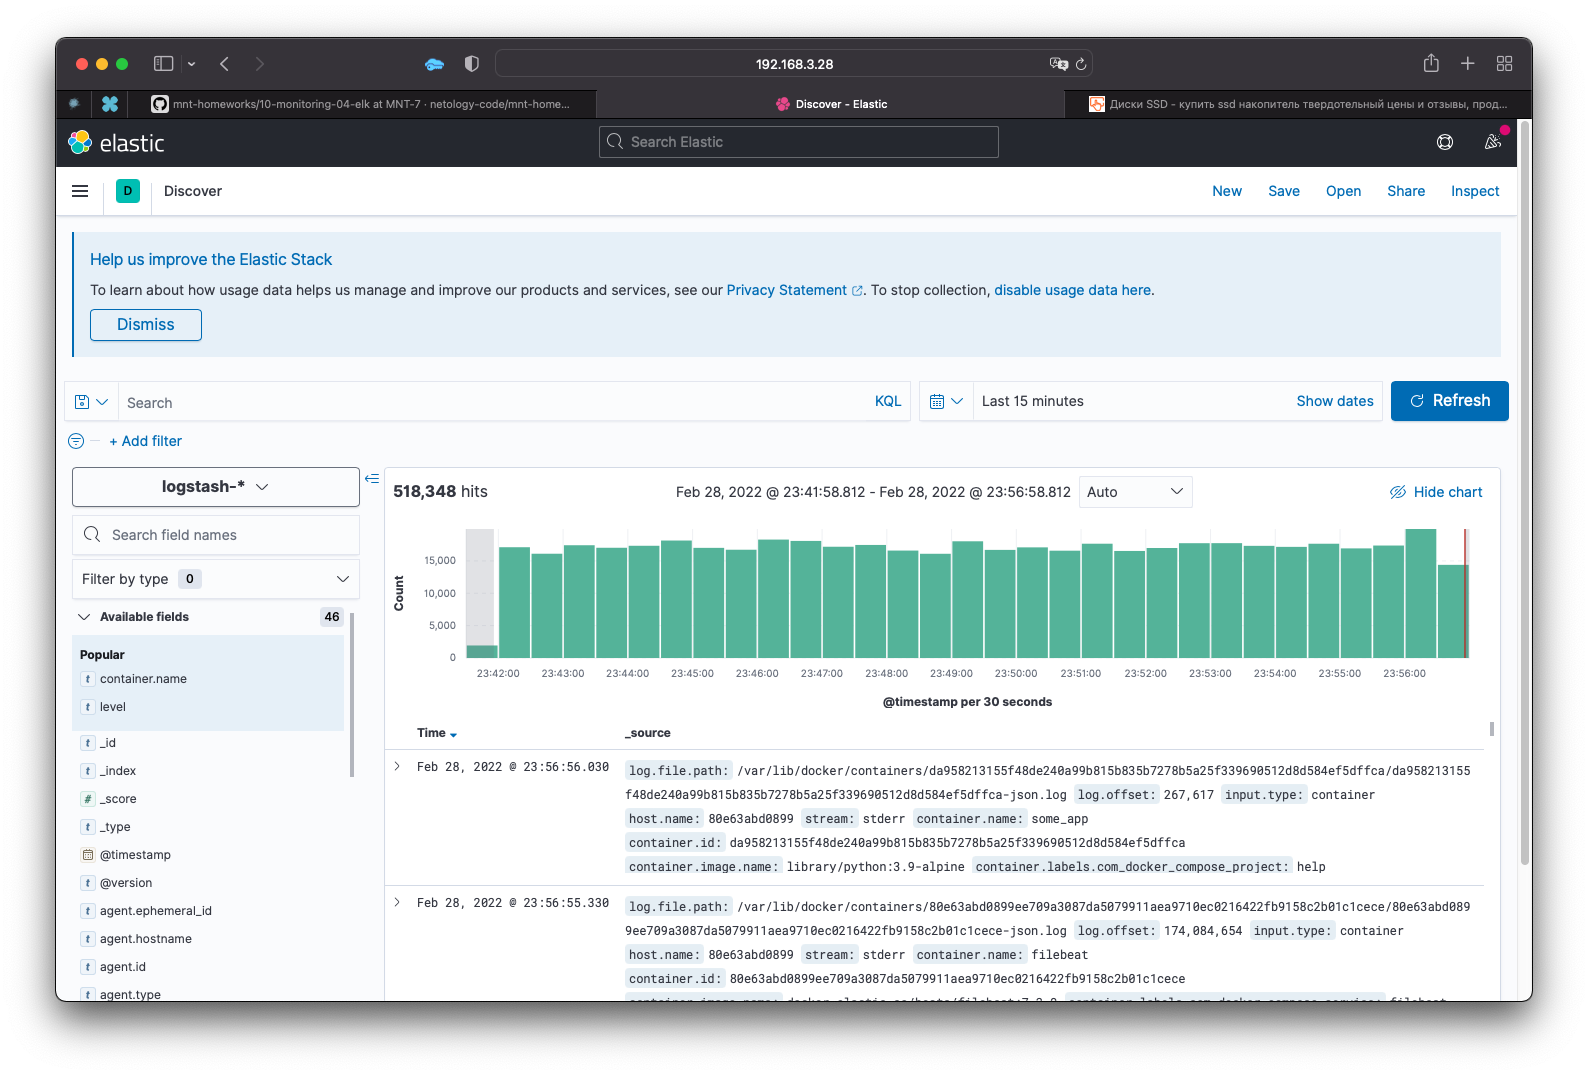 192.168.3.28
mnt-homeworks/10-monitoring-04-elk at MNT-7 · netology-code/mnt-home...
Discover - Elastic
Диски SSD - купить ssd накопитель твердотельный цены и отзывы, прод...
elastic
Search Elastic
D
Discover
New
Save
Open
Share
Inspect
Help us improve the Elastic Stack
To learn about how usage data helps us manage and improve our products and services, see our Privacy Statement. To stop collection, disable usage data here.
Dismiss
Search
KQL
Last 15 minutes
Show dates
Refresh
+ Add filter
logstash-*
518,348 hits
Feb 28, 2022 @ 23:41:58.812 - Feb 28, 2022 @ 23:56:58.812
Auto
Hide chart
Search field names
Filter by type 0
Available fields 46
Popular
t container.name
t level
t _id
t _index
# _score
t _type
@timestamp
t @version
t agent.ephemeral_id
t agent.hostname
t agent.id
t agent.type
Count
15,000
10,000
5,000
0
23:42:00 23:43:00 23:44:00 23:45:00 23:46:00 23:47:00 23:48:00 23:49:00 23:50:00 23:51:00 23:52:00 23:53:00 23:54:00 23:55:00 23:56:00
@timestamp per 30 seconds
Time _source
Feb 28, 2022 @ 23:56:56.030
log.file.path: /var/lib/docker/containers/da958213155f48de240a99b815b835b7278b5a25f339690512d8d584ef5dffca/da958213155
f48de240a99b815b835b7278b5a25f339690512d8d584ef5dffca-json.log log.offset: 267,617 input.type: container
host.name: 80e63abd0899 stream: stderr container.name: some_app
container.id: da958213155f48de240a99b815b835b7278b5a25f339690512d8d584ef5dffca
container.image.name: library/python:3.9-alpine container.labels.com_docker_compose_project: help
Feb 28, 2022 @ 23:56:55.330
log.file.path: /var/lib/docker/containers/80e63abd0899ee709a3087da5079911aea9710ec0216422fb9158c2b01c1cece/80e63abd089
9ee709a3087da5079911aea9710ec0216422fb9158c2b01c1cece-json.log log.offset: 174,084,654 input.type: container
host.name: 80e63abd0899 stream: stderr container.name: filebeat
container.id: 80e63abd0899ee709a3087da5079911aea9710ec0216422fb9158c2b01c1cece